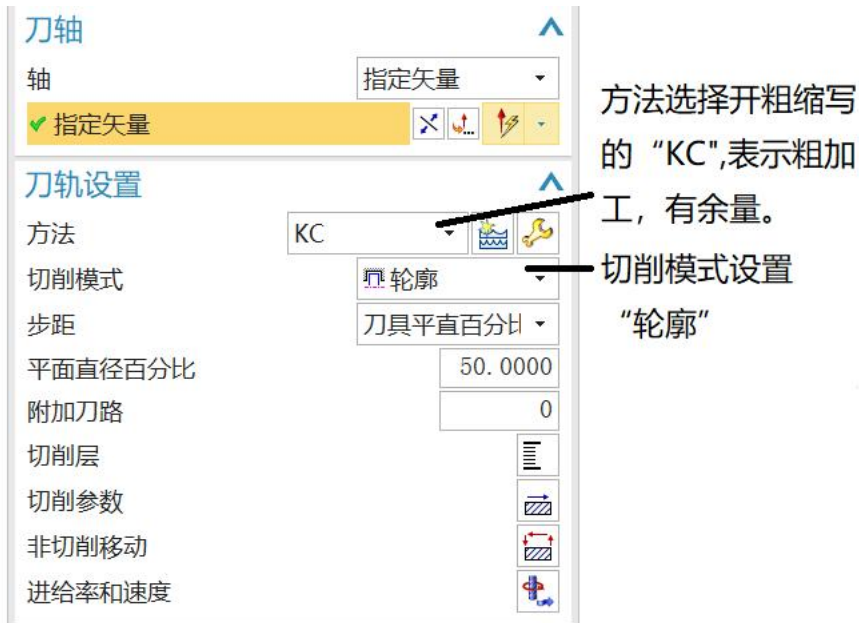 刀轴
轴 指定矢量
指定矢量
刀轨设置
方法 KC
切削模式 轮廓
步距 刀具平直百分比
平面直径百分比 50.0000
附加刀路 0
切削层
切削参数
非切削移动
进给率和速度
方法选择开粗缩写
的“KC",表示粗加
工，有余量。
切削模式设置
“轮廓”